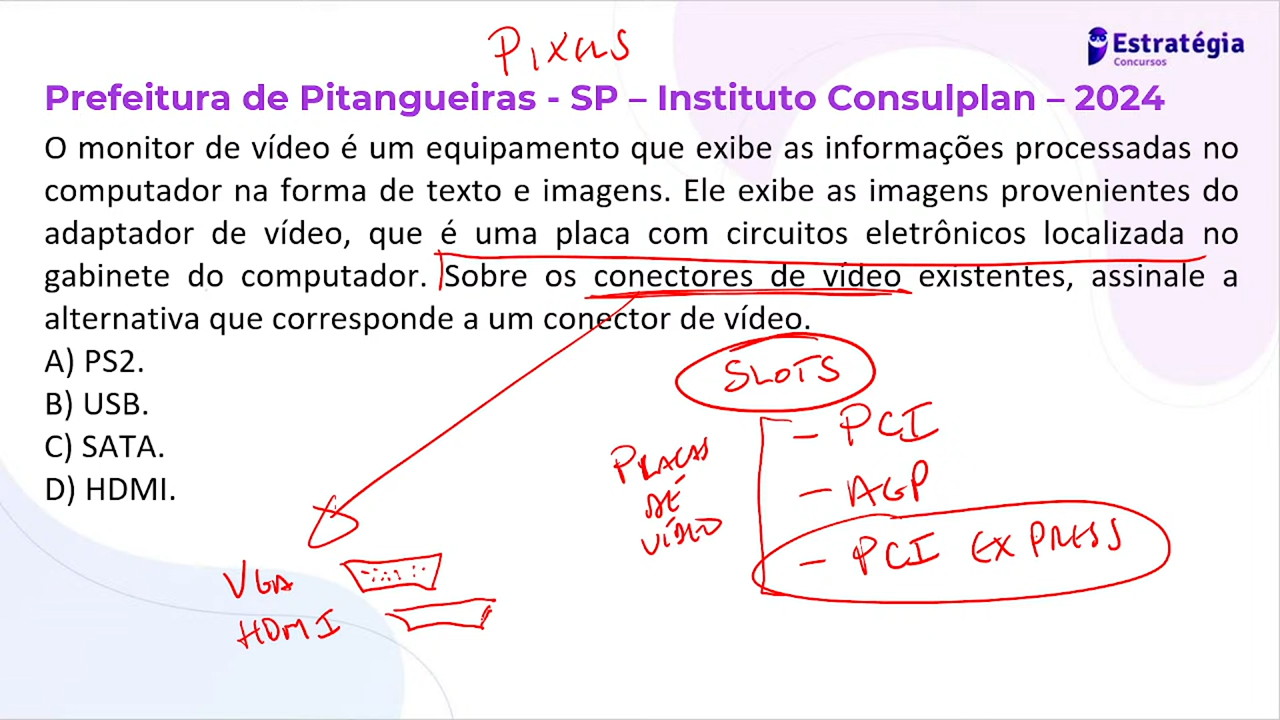 Pixels
Estratégia
Concursos
Prefeitura de Pitangueiras - SP – Instituto Consulplan – 2024
O monitor de vídeo é um equipamento que exibe as informações processadas no
computador na forma de texto e imagens. Ele exibe as imagens provenientes do
adaptador de vídeo, que é uma placa com circuitos eletrônicos localizada no
gabinete do computador. Sobre os conectores de vídeo existentes, assinale a
alternativa que corresponde a um conector de vídeo.
A) PS2.
B) USB.
C) SATA.
D) HDMI.
SLOTS
- PCI
- AGP
- PCI EXPRESS
PLACAS
DE
VÍDEO
VGA
HDMI